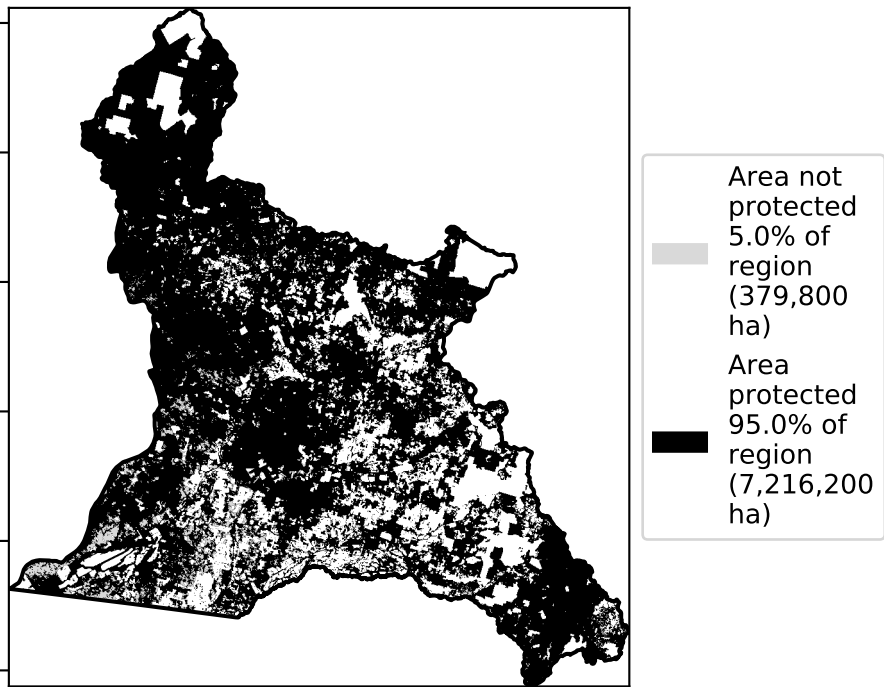 Area not
protected
5.0% of
region
(379,800
ha)
Area
protected
95.0% of
region
(7,216,200
ha)